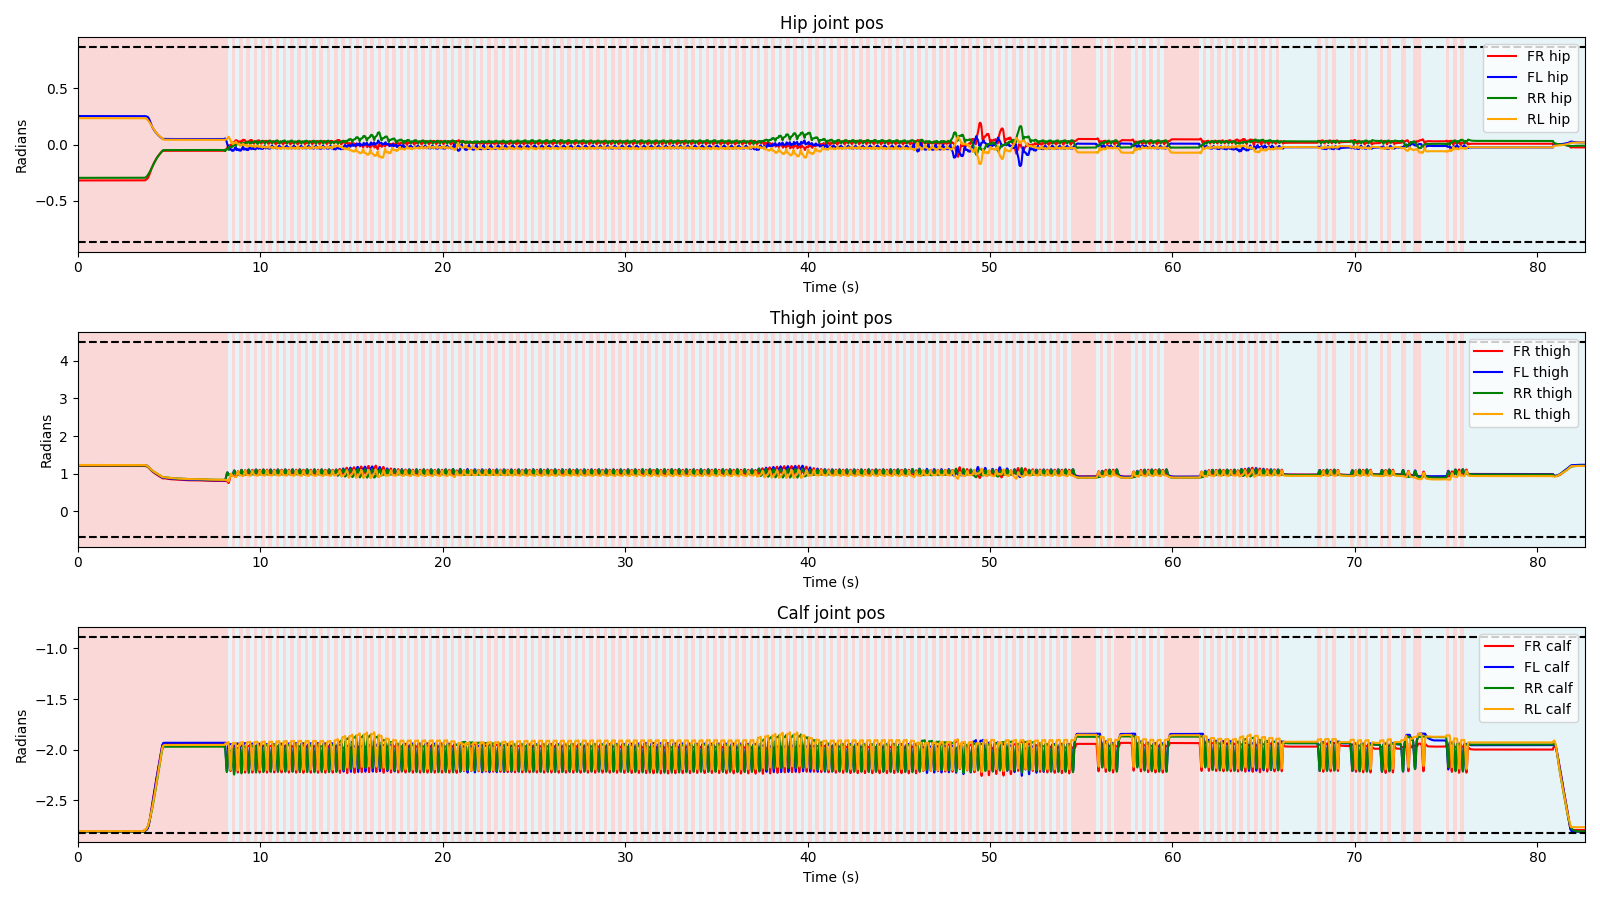 Hip joint pos
Radians
0.5
0.0
−0.5
FR hip
FL hip
RR hip
RL hip
0 10 20 30 40 50 60 70 80
Time (s)
Thigh joint pos
Radians
4
3
2
1
0
FR thigh
FL thigh
RR thigh
RL thigh
0 10 20 30 40 50 60 70 80
Time (s)
Calf joint pos
Radians
−1.0
−1.5
−2.0
−2.5
FR calf
FL calf
RR calf
RL calf
0 10 20 30 40 50 60 70 80
Time (s)